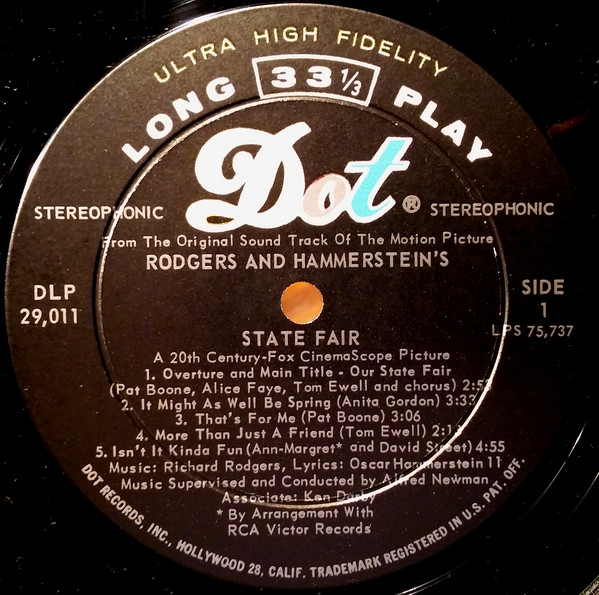 ULTRA HIGH FIDELITY
LONG 33 1/3 PLAY
Dot ®
STEREOPHONIC STEREOPHONIC
From The Original Sound Track Of The Motion Picture
RODGERS AND HAMMERSTEIN'S
DLP
29,011
SIDE
1
LPS 75,737
STATE FAIR
A 20th Century-Fox CinemaScope Picture
1. Overture and Main Title - Our State Fair
(Pat Boone, Alice Faye, Tom Ewell and chorus) 2:53
2. It Might As Well Be Spring (Anita Gordon) 3:33
3. That's For Me (Pat Boone) 3:06
4. More Than Just A Friend (Tom Ewell)
5. Isn't It Kinda Fun (Ann-Margret* and David Street) 4:55
Music: Richard Rodgers, Lyrics: Oscar Hammerstein 11
Music Supervised and Conducted by Alfred Newman
Associate: Ken Darby
* By Arrangement With
RCA Victor Records
DOT RECORDS, INC., HOLLYWOOD 28, CALIF. TRADEMARK REGISTERED IN U.S. PAT. OFF.